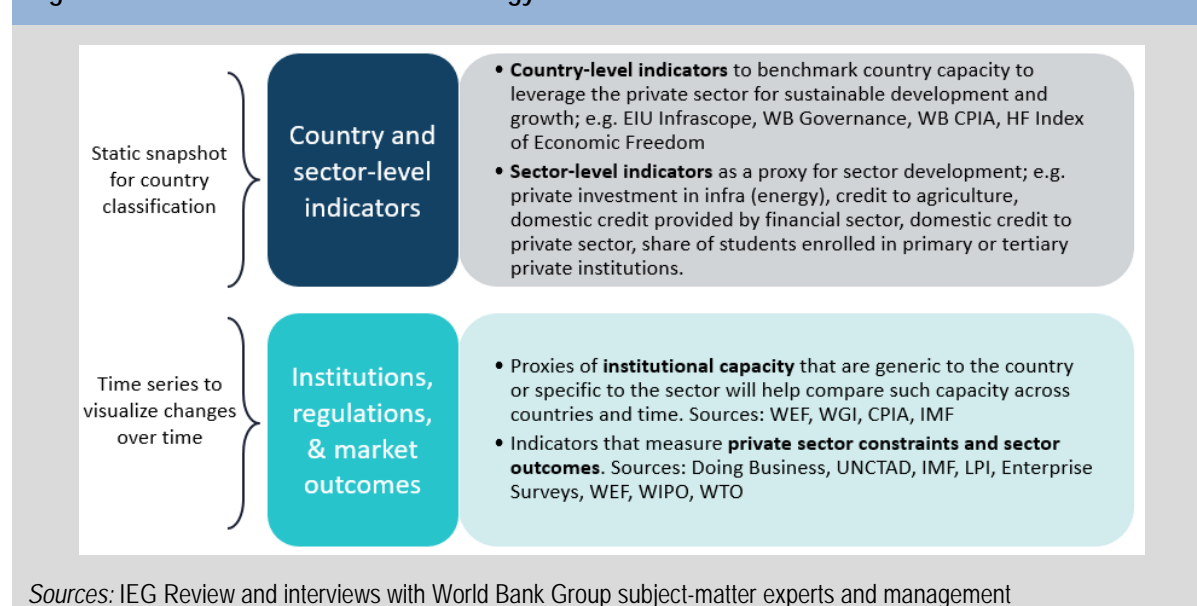 Static snapshot
for country
classification
Country and
sector-level
indicators
• Country-level indicators to benchmark country capacity to
leverage the private sector for sustainable development and
growth; e.g. EIU Infrascope, WB Governance, WB CPIA, HF Index
of Economic Freedom
• Sector-level indicators as a proxy for sector development; e.g.
private investment in infra (energy), credit to agriculture,
domestic credit provided by financial sector, domestic credit to
private sector, share of students enrolled in primary or tertiary
private institutions.
Time series to
visualize changes
over time
Institutions,
regulations,
& market
outcomes
• Proxies of institutional capacity that are generic to the country
or specific to the sector will help compare such capacity across
countries and time. Sources: WEF, WGI, CPIA, IMF
• Indicators that measure private sector constraints and sector
outcomes. Sources: Doing Business, UNCTAD, IMF, LPI, Enterprise
Surveys, WEF, WIPO, WTO
Sources: IEG Review and interviews with World Bank Group subject-matter experts and management